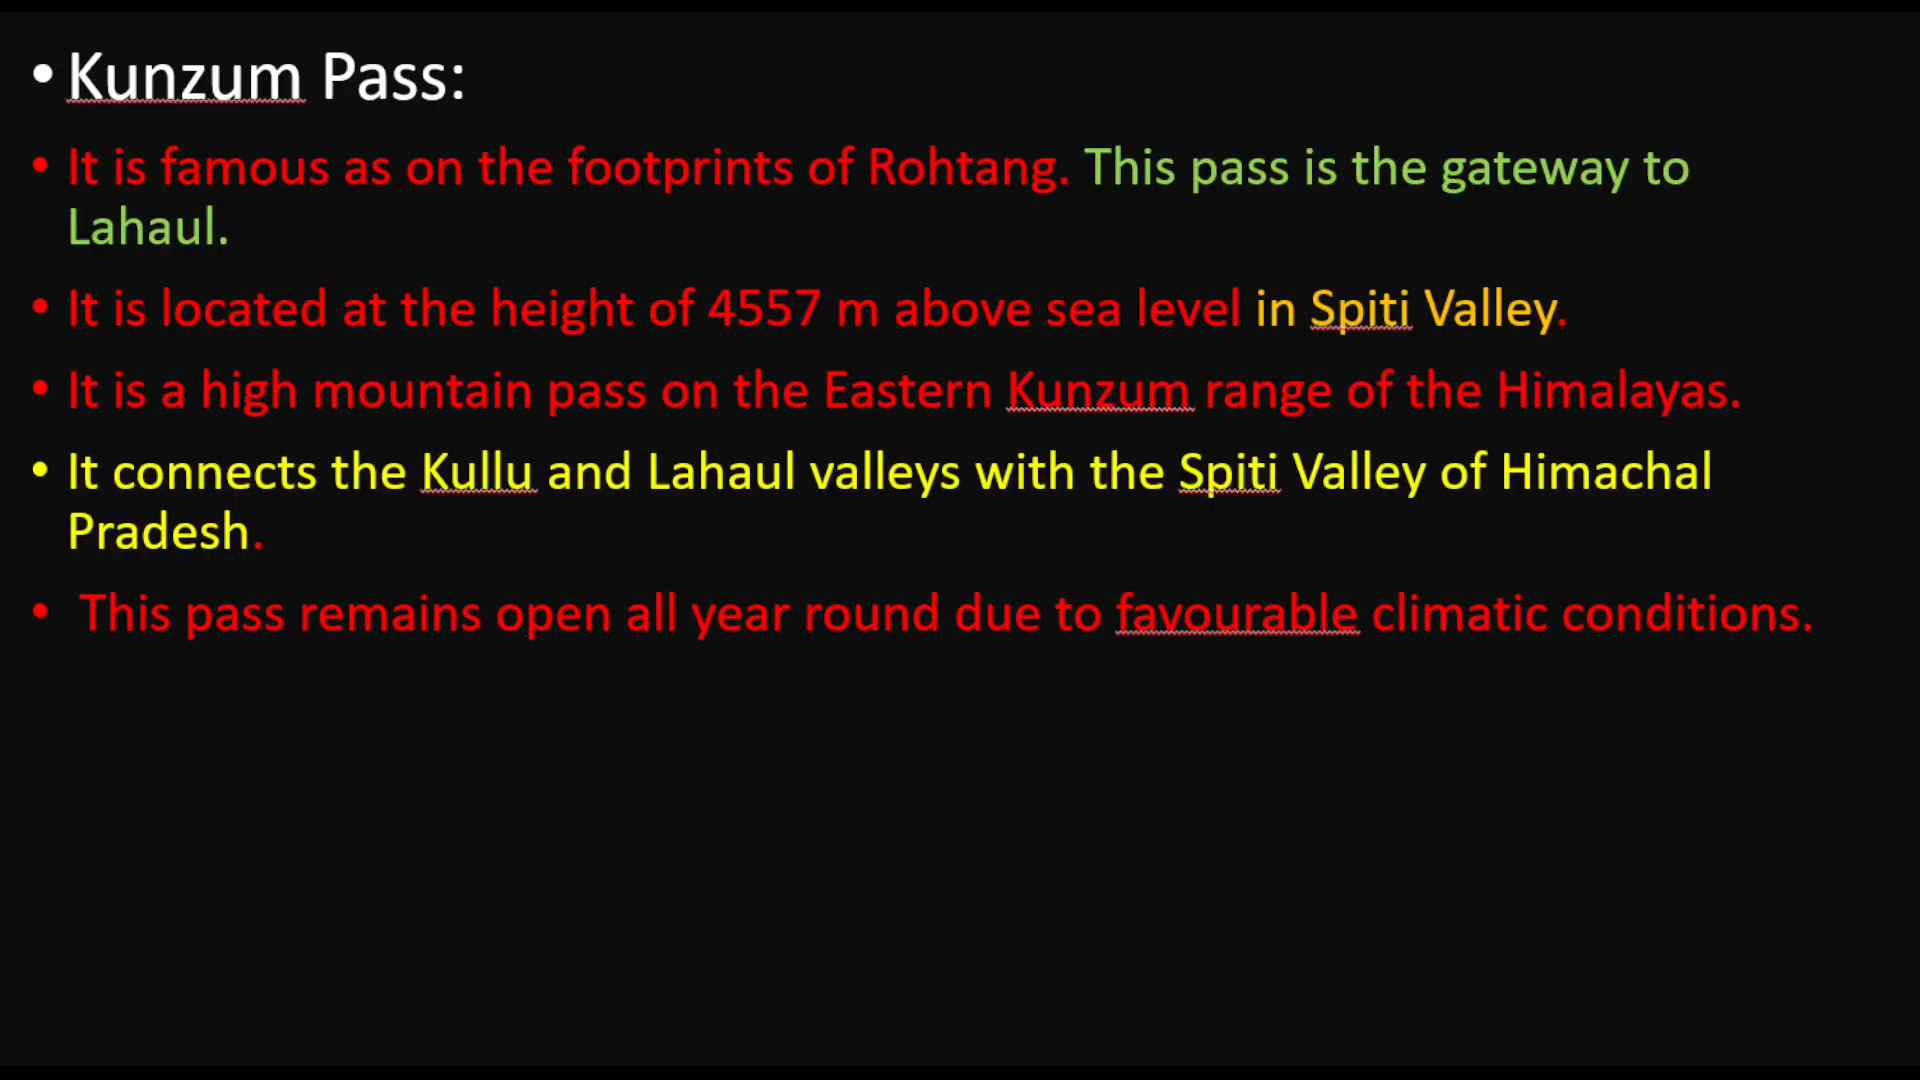 • Kunzum Pass:
• It is famous as on the footprints of Rohtang. This pass is the gateway to
Lahaul.
• It is located at the height of 4557 m above sea level in Spiti Valley.
• It is a high mountain pass on the Eastern Kunzum range of the Himalayas.
• It connects the Kullu and Lahaul valleys with the Spiti Valley of Himachal
Pradesh.
• This pass remains open all year round due to favourable climatic conditions.